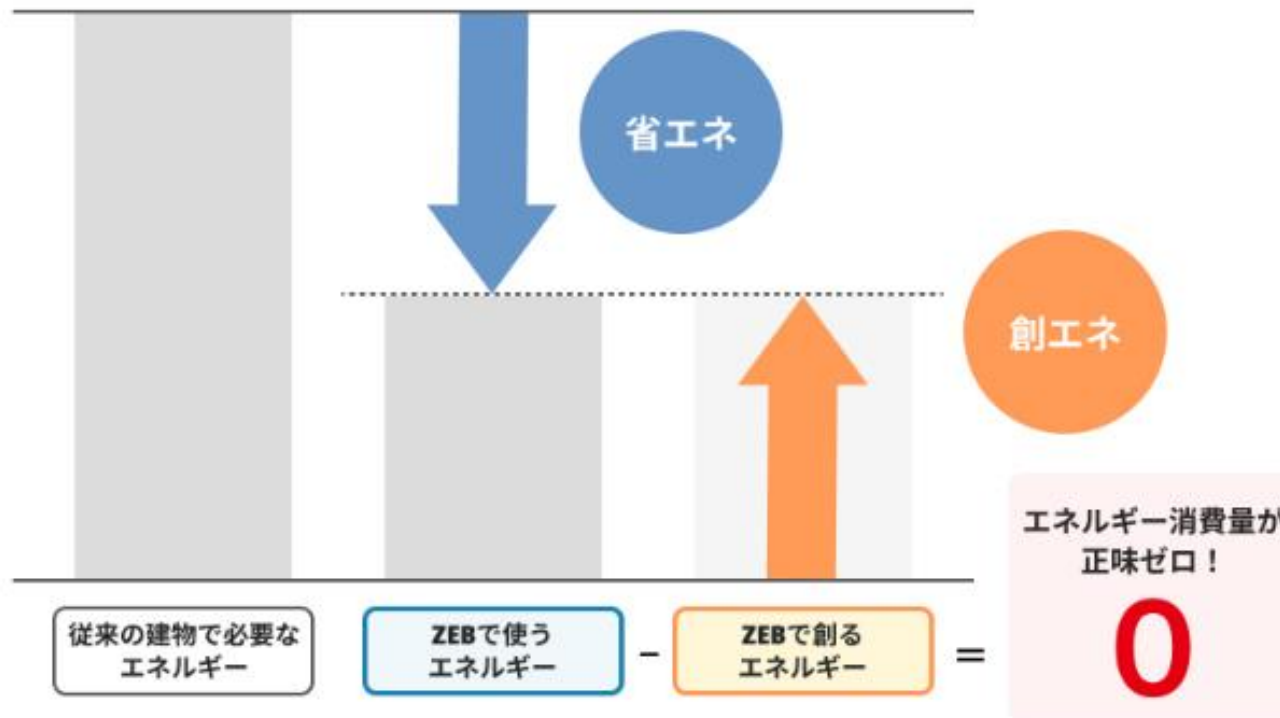 省エネ
創エネ
エネルギー消費量が
正味ゼロ！
0
従来の建物で必要な
エネルギー
ZEBで使う
エネルギー
－
ZEBで創る
エネルギー
＝